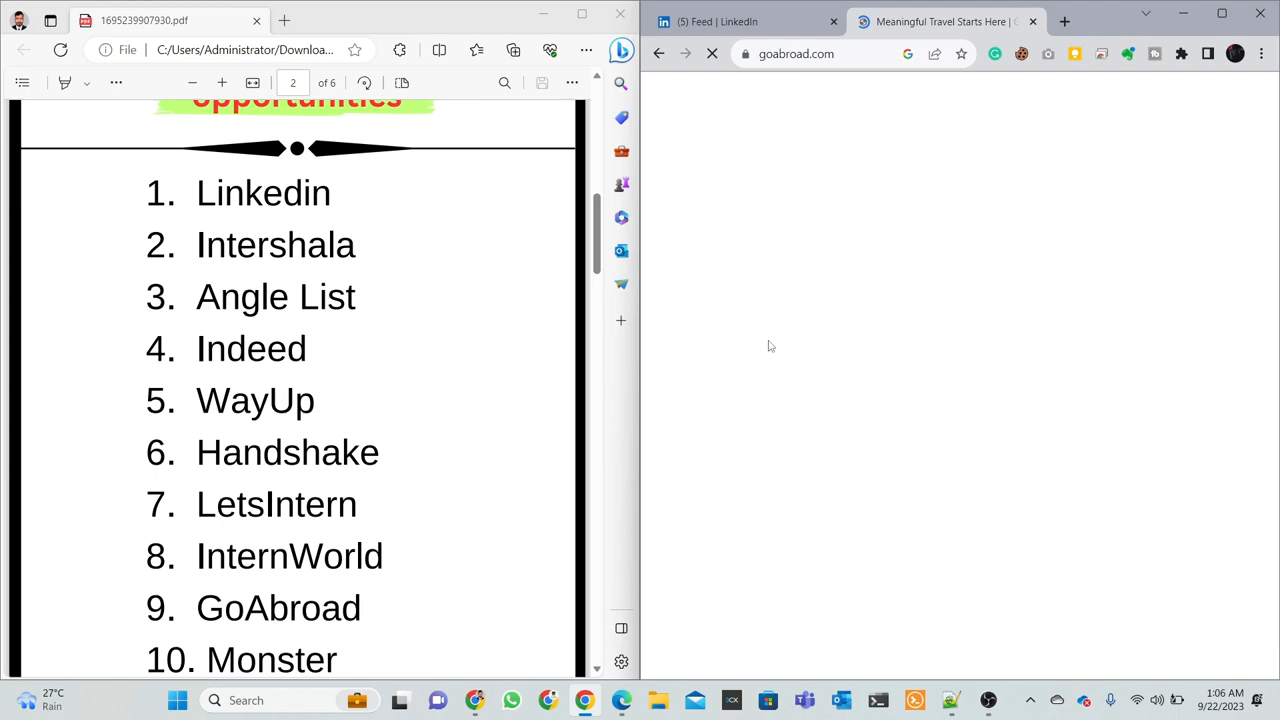 1695239907930.pdf
File
C:/Users/Administrator/Downloa...
2
of 6
opportunities
1. Linkedin
2. Intershala
3. Angle List
4. Indeed
5. WayUp
6. Handshake
7. LetsIntern
8. InternWorld
9. GoAbroad
10. Monster
(5) Feed | LinkedIn
Meaningful Travel Starts Here |
goabroad.com
27°C
Rain
Search
1:06 AM
9/22/2023